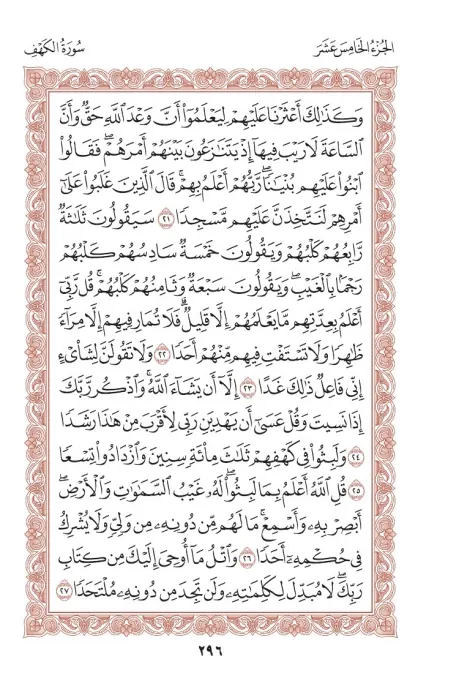 الجُزْءُ الخَامِسَ عَشَرَ
سُورَةُ الكَهْفِ
وَكَذَٰلِكَ أَعْثَرْنَا عَلَيْهِمْ لِيَعْلَمُوٓا۟ أَنَّ وَعْدَ ٱللَّهِ حَقٌّ وَأَنَّ
ٱلسَّاعَةَ لَا رَيْبَ فِيهَآ إِذْ يَتَنَٰزَعُونَ بَيْنَهُمْ أَمْرَهُمْ ۖ فَقَالُوا۟
ٱبْنُوا۟ عَلَيْهِم بُنْيَٰنًا ۖ رَّبُّهُمْ أَعْلَمُ بِهِمْ ۚ قَالَ ٱلَّذِينَ غَلَبُوا۟ عَلَىٰٓ
أَمْرِهِمْ لَنَتَّخِذَنَّ عَلَيْهِم مَّسْجِدًا ٢١ سَيَقُولُونَ ثَلَٰثَةٌ
رَّابِعُهُمْ كَلْبُهُمْ وَيَقُولُونَ خَمْسَةٌ سَادِسُهُمْ كَلْبُهُمْ
رَجْمًۢا بِٱلْغَيْبِ ۖ وَيَقُولُونَ سَبْعَةٌ وَثَامِنُهُمْ كَلْبُهُمْ ۚ قُل رَّبِّىٓ
أَعْلَمُ بِعِدَّتِهِم مَّا يَعْلَمُهُمْ إِلَّا قَلِيلٌ ۗ فَلَا تُمَارِ فِيهِمْ إِلَّا مِرَآءً
ظَٰهِرًا وَلَا تَسْتَفْتِ فِيهِم مِّنْهُمْ أَحَدًا ٢٢ وَلَا تَقُولَنَّ لِشَا۟ىْءٍ
إِنِّى فَاعِلٌ ذَٰلِكَ غَدًا ٢٣ إِلَّآ أَن يَشَآءَ ٱللَّهُ ۚ وَٱذْكُر رَّبَّكَ
إِذَا نَسِيتَ وَقُلْ عَسَىٰٓ أَن يَهْدِيَنِ رَبِّى لِأَقْرَبَ مِنْ هَٰذَا رَشَدًا
٢٤ وَلَبِثُوا۟ فِى كَهْفِهِمْ ثَلَٰثَ مِا۟ئَةٍ سِنِينَ وَٱزْدَادُوا۟ تِسْعًا
٢٥ قُلِ ٱللَّهُ أَعْلَمُ بِمَا لَبِثُوا۟ ۖ لَهُۥ غَيْبُ ٱلسَّمَٰوَٰتِ وَٱلْأَرْضِ ۖ
أَبْصِرْ بِهِۦ وَأَسْمِعْ ۚ مَا لَهُم مِّن دُونِهِۦ مِن وَلِىٍّ وَلَا يُشْرِكُ
فِى حُكْمِهِۦٓ أَحَدًا ٢٦ وَٱتْلُ مَآ أُوحِىَ إِلَيْكَ مِن كِتَابِ
رَبِّكَ ۖ لَا مُبَدِّلَ لِكَلِمَٰتِهِۦ وَلَن تَجِدَ مِن دُونِهِۦ مُلْتَحَدًا ٢٧
٢٩٦